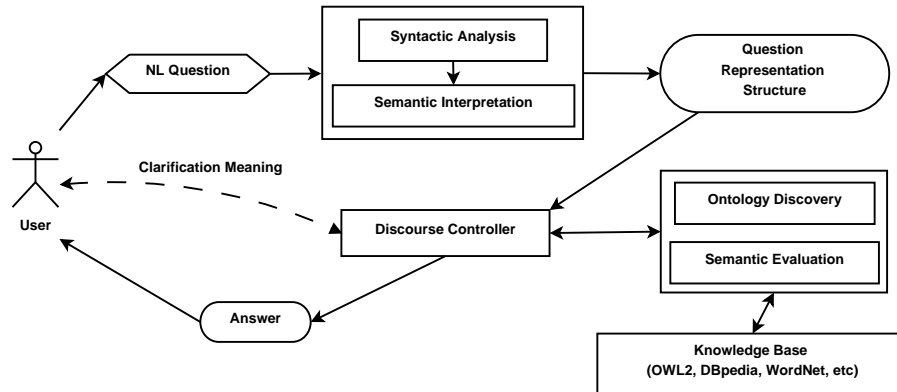 Syntactic Analysis
NL Question
Semantic Interpretation
Question
Representation
Structure
Clarification Meaning
User
Discourse Controller
Ontology Discovery
Semantic Evaluation
Answer
Knowledge Base
(OWL2, DBpedia, WordNet, etc)